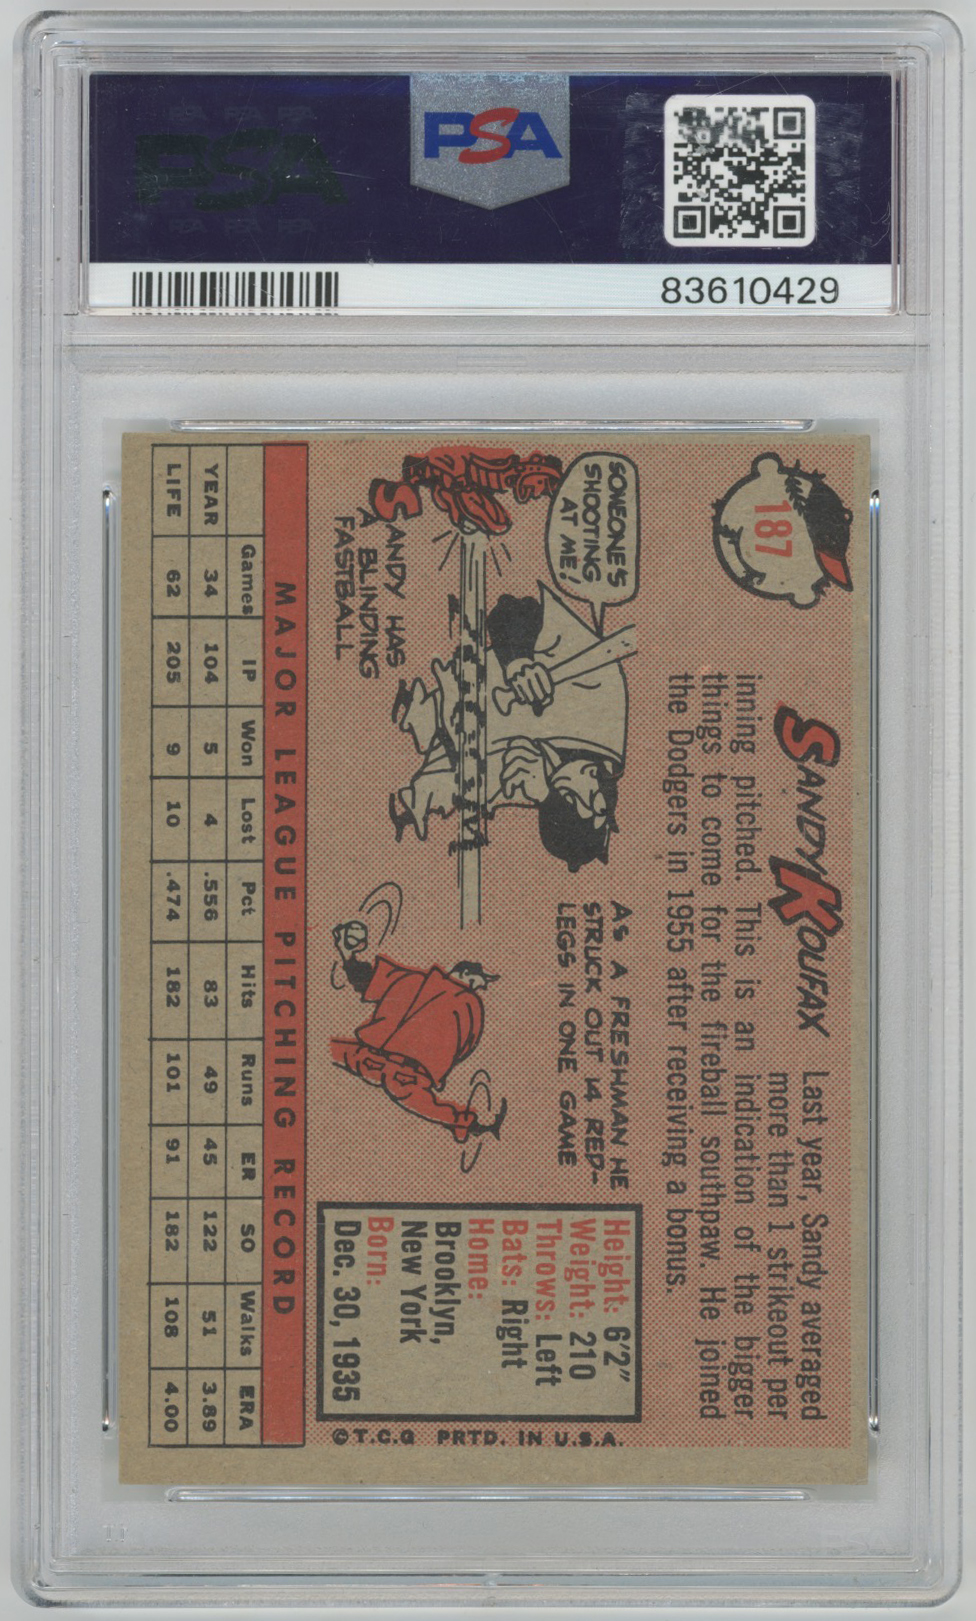 PSA
PSA
83610429
187
SANDY KOUFAX
Last year, Sandy averaged
more than 1 strikeout per
inning pitched. This is an indication of the bigger
things to come for the fireball southpaw. He joined
the Dodgers in 1955 after receiving a bonus.
SOMEONE'S
SHOOTING
AT ME!
SANDY HAS
A BLINDING
FASTBALL
AS A FRESHMAN HE
STRUCK OUT 14 RED-
LEGS IN ONE GAME
Height: 6'2"
Weight: 210
Throws: Left
Bats: Right
Home:
Brooklyn,
New York
Born:
Dec. 30, 1935
©T.C.G PRTD. IN U.S.A.
MAJOR LEAGUE PITCHING RECORD
Games IP Won Lost Pct Hits Runs ER SO Walks ERA
YEAR 34 104 5 4 .556 83 49 45 122 51 3.89
LIFE 62 205 9 10 .474 182 101 91 182 108 4.00